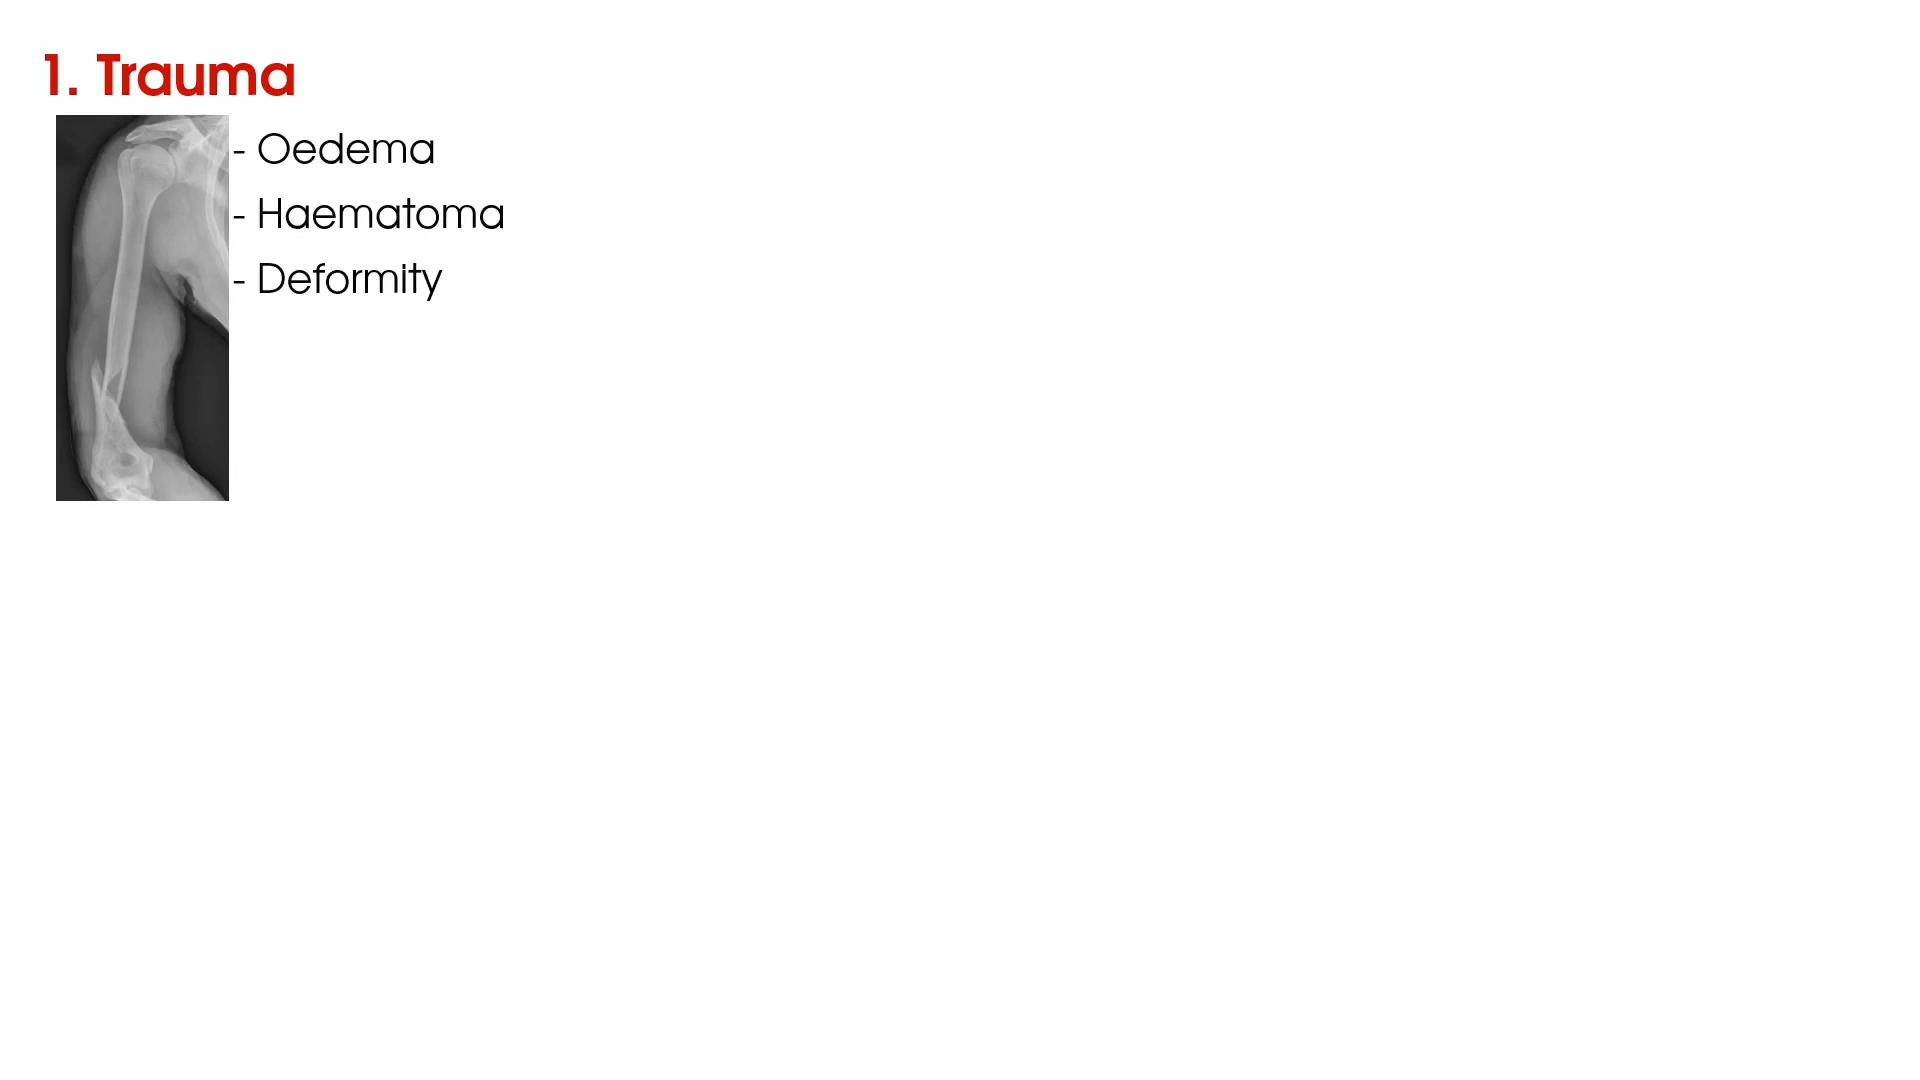 1. Trauma
- Oedema
- Haematoma
- Deformity